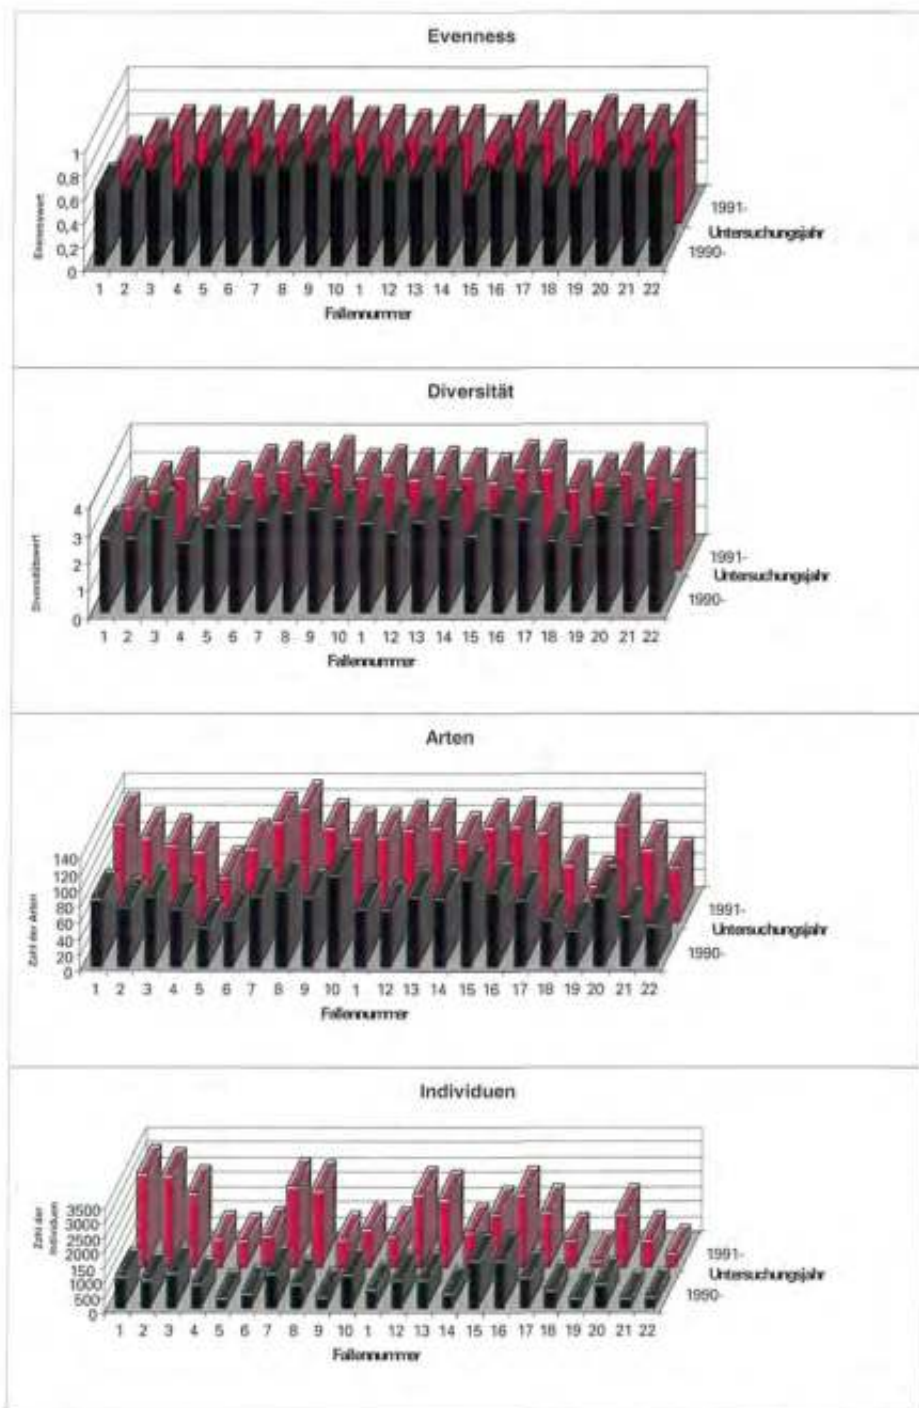 Evenness
Evenesswert
1
0,8
0,6
0,4
0,2
0
1 2 3 4 5 6 7 8 9 10 1 12 13 14 15 16 17 18 19 20 21 22
Fallennummer
1991-
Untersuchungsjahr
1990-
Diversität
Diversitätswert
4
3
2
1
0
1 2 3 4 5 6 7 8 9 10 1 12 13 14 15 16 17 18 19 20 21 22
Fallennummer
1991-
Untersuchungsjahr
1990-
Arten
Zahl der Arten
140
120
100
80
60
40
20
0
1 2 3 4 5 6 7 8 9 10 1 12 13 14 15 16 17 18 19 20 21 22
Fallennummer
1991-
Untersuchungsjahr
1990-
Individuen
Zahl der
Individuen
3500
3000
2500
2000
150
1000
500
0
1 2 3 4 5 6 7 8 9 10 1 12 13 14 15 16 17 18 19 20 21 22
Fallennummer
1991-
Untersuchungsjahr
1990-